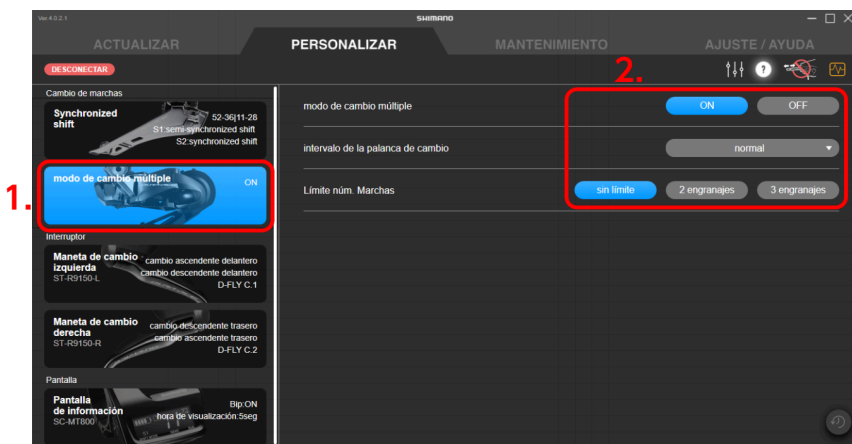 Ver.4.0.2.1
SHIMANO
ACTUALIZAR
PERSONALIZAR
MANTENIMIENTO
AJUSTE / AYUDA
DESCONECTAR
2.
?
Cambio de marchas
Synchronized
shift
52-36|11-28
S1:semi-synchronized shift
S2:synchronized shift
1.
modo de cambio múltiple
ON
Interruptor
Maneta de cambio
izquierda
ST-R9150-L
cambio ascendente delantero
cambio descendente delantero
D-FLY C.1
Maneta de cambio
derecha
ST-R9150-R
cambio descendente trasero
cambio ascendente trasero
D-FLY C.2
Pantalla
Pantalla
de información
SC-MT800
Bip:ON
hora de visualización:5seg
modo de cambio múltiple
ON
OFF
intervalo de la palanca de cambio
normal
Límite núm. Marchas
sin límite
2 engranajes
3 engranajes